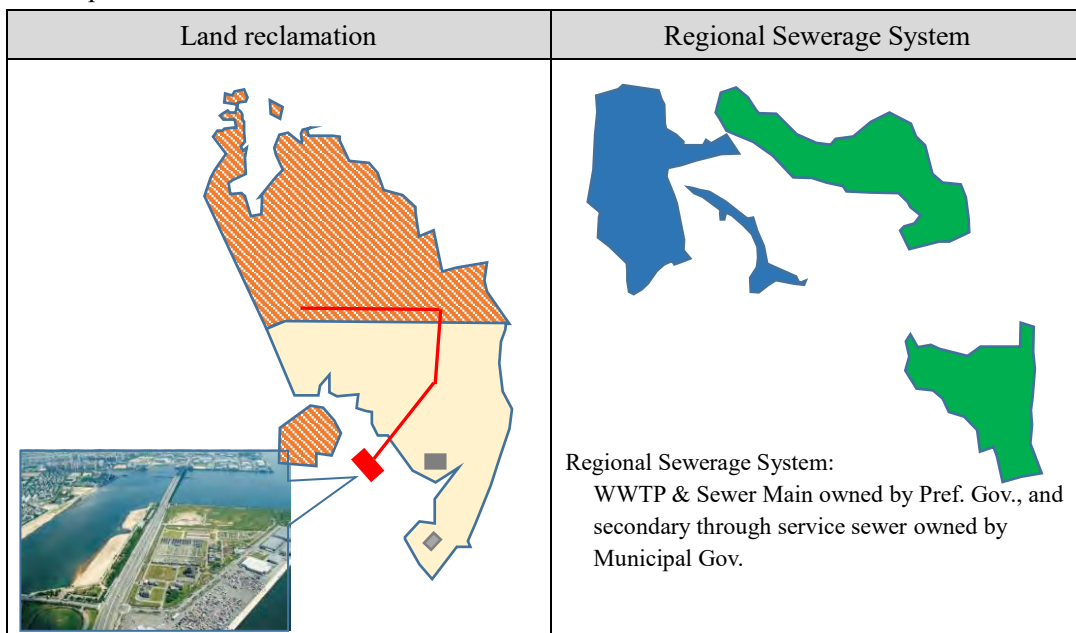 Land reclamation
Regional Sewerage System
Regional Sewerage System:
WWTP & Sewer Main owned by Pref. Gov., and
secondary through service sewer owned by
Municipal Gov.